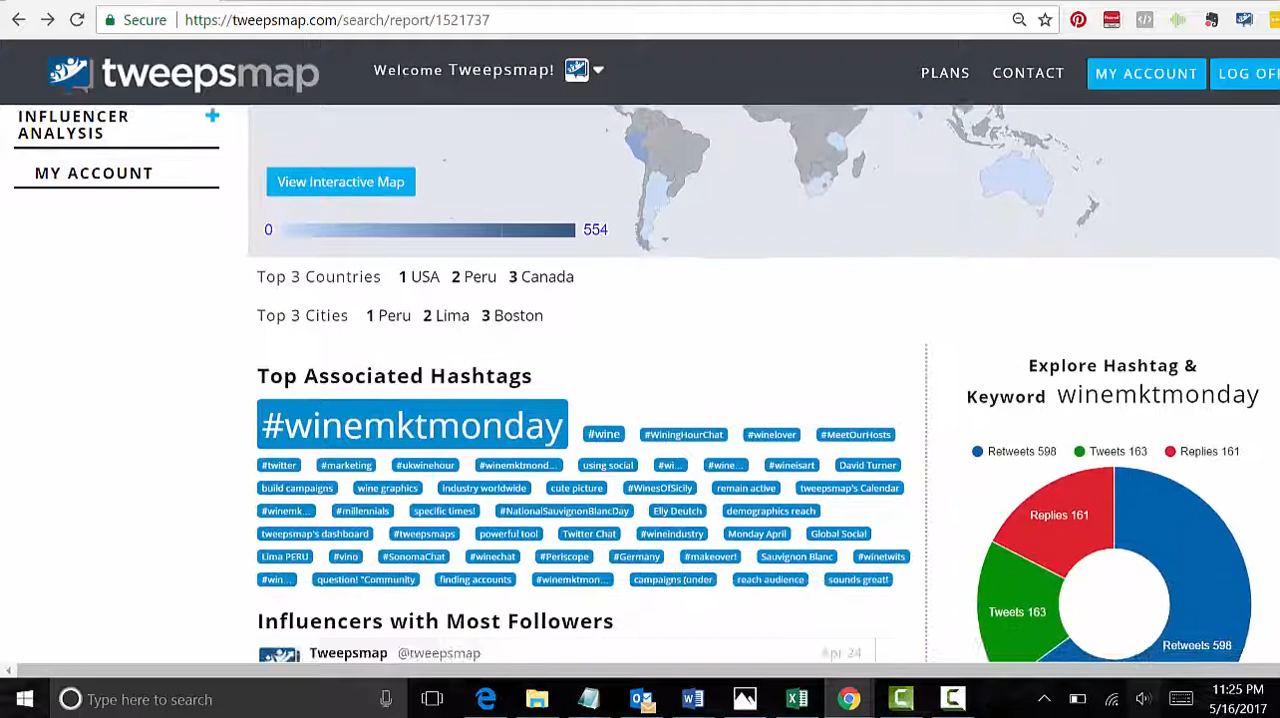 Secure
https://tweepsmap.com/search/report/1521737
tweepsmap
Welcome Tweepsmap!
PLANS CONTACT MY ACCOUNT LOG OF
INFLUENCER
ANALYSIS
MY ACCOUNT
View Interactive Map
0 554
Top 3 Countries 1 USA 2 Peru 3 Canada
Top 3 Cities 1 Peru 2 Lima 3 Boston
Top Associated Hashtags
#winemktmonday #wine #WiningHourChat #winelover #MeetOurHosts
#twitter #marketing #ukwinehour #winemktmond... using social #wi... #wine... #wineisart David Turner
build campaigns wine graphics industry worldwide cute picture #WinesOfSicily remain active tweepsmap's Calendar
#winemk... #millennials specific times! #NationalSauvignonBlancDay Elly Deutch demographics reach
tweepsmap's dashboard #tweepsmaps powerful tool Twitter Chat #wineindustry Monday April Global Social
Lima PERU #vino #SonomaChat #winechat #Periscope #Germany #makeover! Sauvignon Blanc #winetwits
#win... question! "Community finding accounts #winemktmon... campaigns (under reach audience sounds great!
Influencers with Most Followers
Tweepsmap @tweepsmap Apr 24
Explore Hashtag &
Keyword winemktmonday
Retweets 598 Tweets 163 Replies 161
Replies 161
Tweets 163
Retweets 598
Type here to search
11:25 PM
5/16/2017